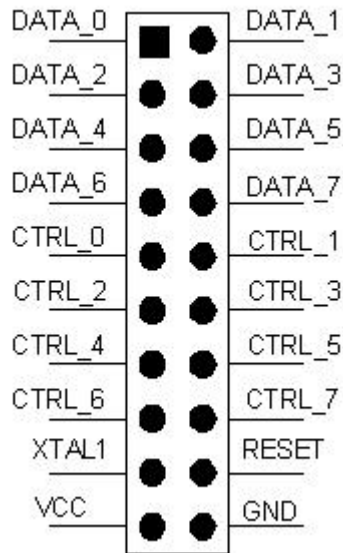 DATA_0 DATA_1
DATA_2 DATA_3
DATA_4 DATA_5
DATA_6 DATA_7
CTRL_0 CTRL_1
CTRL_2 CTRL_3
CTRL_4 CTRL_5
CTRL_6 CTRL_7
XTAL1 RESET
VCC GND